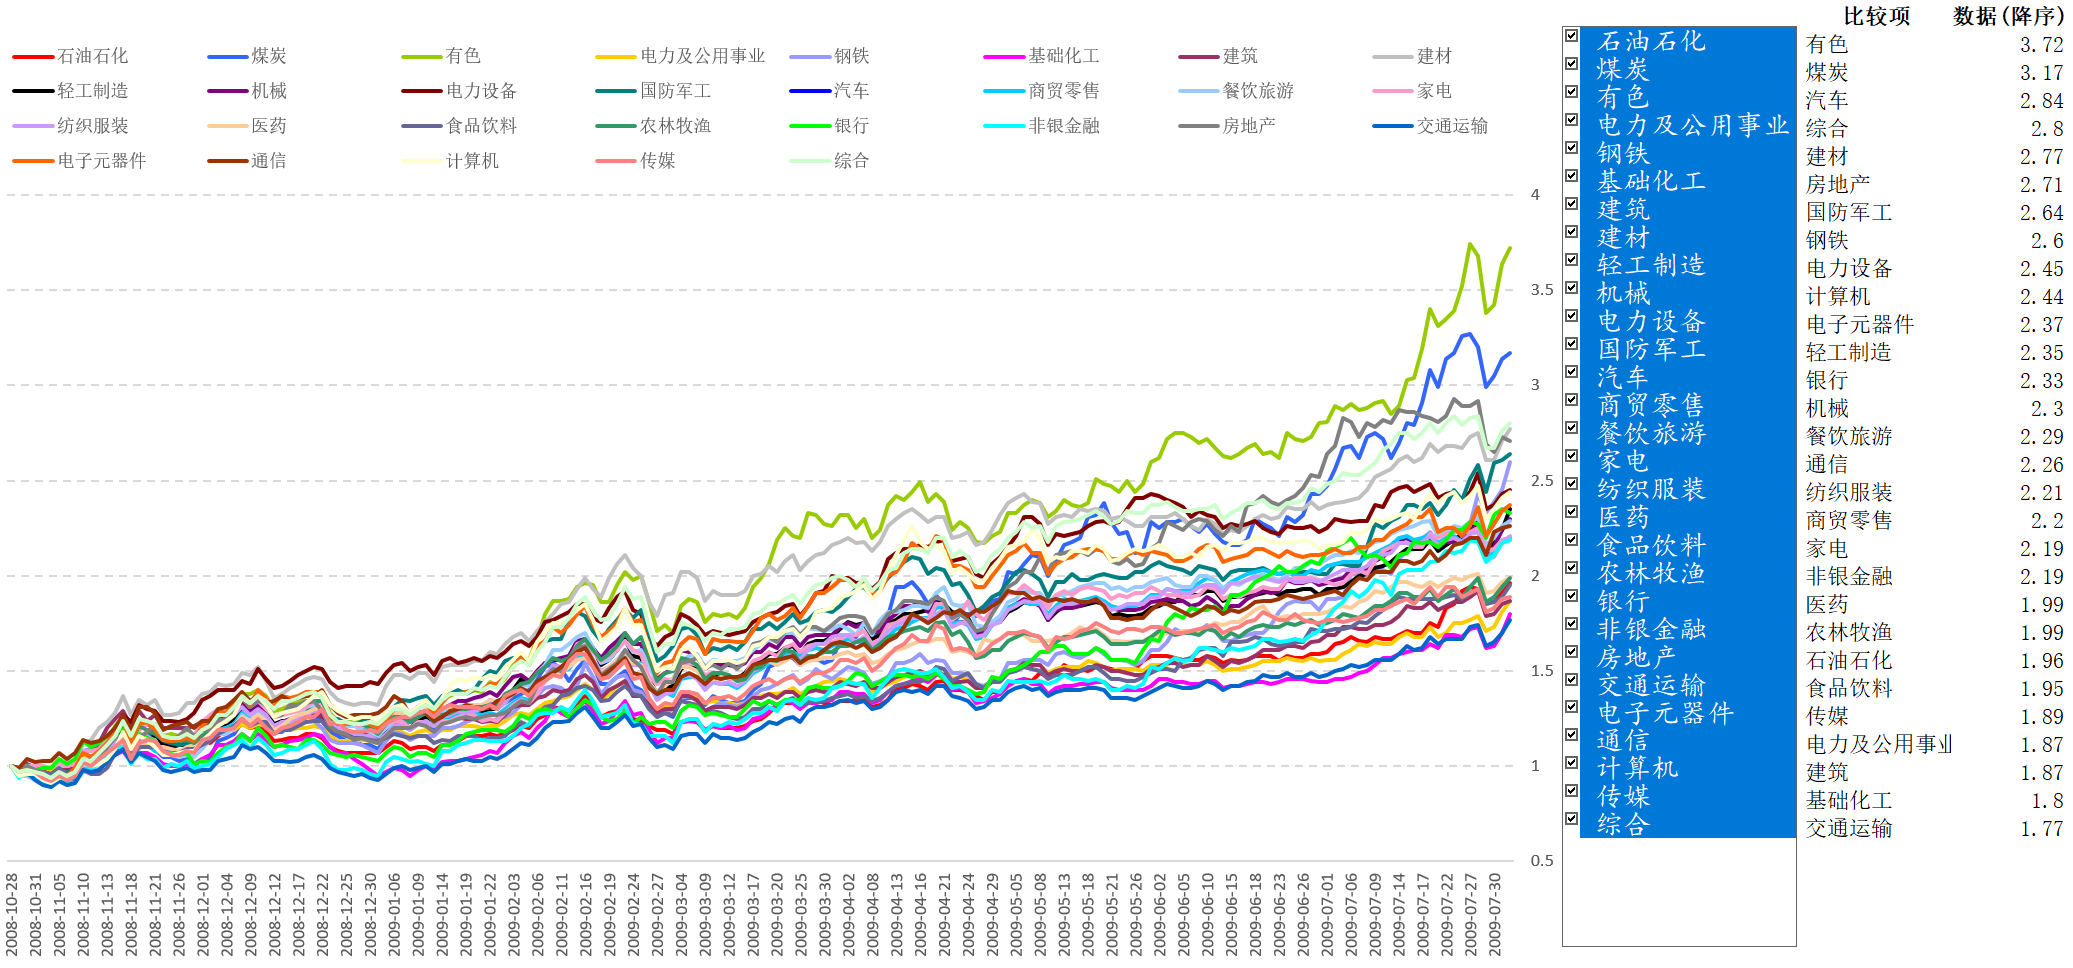 比较项 数据(降序)
石油石化 煤炭 有色 电力及公用事业 钢铁 基础化工 建筑 建材
轻工制造 机械 电力设备 国防军工 汽车 商贸零售 餐饮旅游 家电
纺织服装 医药 食品饮料 农林牧渔 银行 非银金融 房地产 交通运输
电子元器件 通信 计算机 传媒 综合
4
3.5
3
2.5
2
1.5
1
0.5
2008-10-28
2008-10-31
2008-11-05
2008-11-10
2008-11-13
2008-11-18
2008-11-21
2008-11-26
2008-12-01
2008-12-04
2008-12-09
2008-12-12
2008-12-17
2008-12-22
2008-12-25
2008-12-30
2009-01-06
2009-01-09
2009-01-14
2009-01-19
2009-01-22
2009-02-03
2009-02-06
2009-02-11
2009-02-16
2009-02-19
2009-02-24
2009-02-27
2009-03-04
2009-03-09
2009-03-12
2009-03-17
2009-03-20
2009-03-25
2009-03-30
2009-04-02
2009-04-08
2009-04-13
2009-04-16
2009-04-21
2009-04-24
2009-04-29
2009-05-05
2009-05-08
2009-05-13
2009-05-18
2009-05-21
2009-05-26
2009-06-02
2009-06-05
2009-06-10
2009-06-15
2009-06-18
2009-06-23
2009-06-26
2009-07-01
2009-07-06
2009-07-09
2009-07-14
2009-07-17
2009-07-22
2009-07-27
2009-07-30
石油石化
煤炭
有色
电力及公用事业
钢铁
基础化工
建筑
建材
轻工制造
机械
电力设备
国防军工
汽车
商贸零售
餐饮旅游
家电
纺织服装
医药
食品饮料
农林牧渔
银行
非银金融
房地产
交通运输
电子元器件
通信
计算机
传媒
综合
有色 3.72
煤炭 3.17
汽车 2.84
综合 2.8
建材 2.77
房地产 2.71
国防军工 2.64
钢铁 2.6
电力设备 2.45
计算机 2.44
电子元器件 2.37
轻工制造 2.35
银行 2.33
机械 2.3
餐饮旅游 2.29
通信 2.26
纺织服装 2.21
商贸零售 2.2
家电 2.19
非银金融 2.19
医药 1.99
农林牧渔 1.99
石油石化 1.96
食品饮料 1.95
传媒 1.89
电力及公用事业 1.87
建筑 1.87
基础化工 1.8
交通运输 1.77